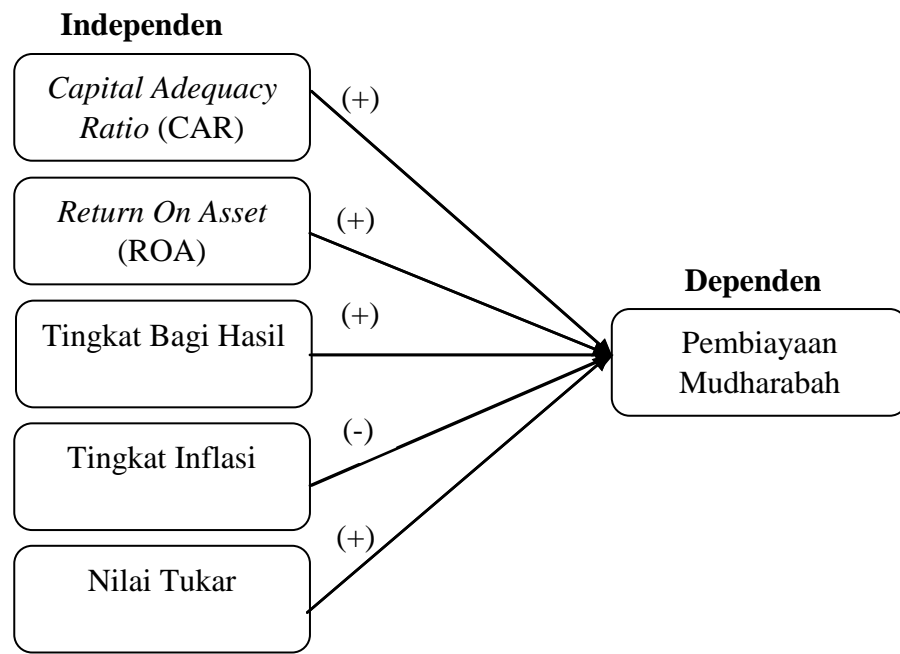 Independen
Capital Adequacy
Ratio (CAR)
(+)
Return On Asset
(ROA)
(+)
Tingkat Bagi Hasil
(+)
Tingkat Inflasi
(-)
Nilai Tukar
(+)
Dependen
Pembiayaan
Mudharabah